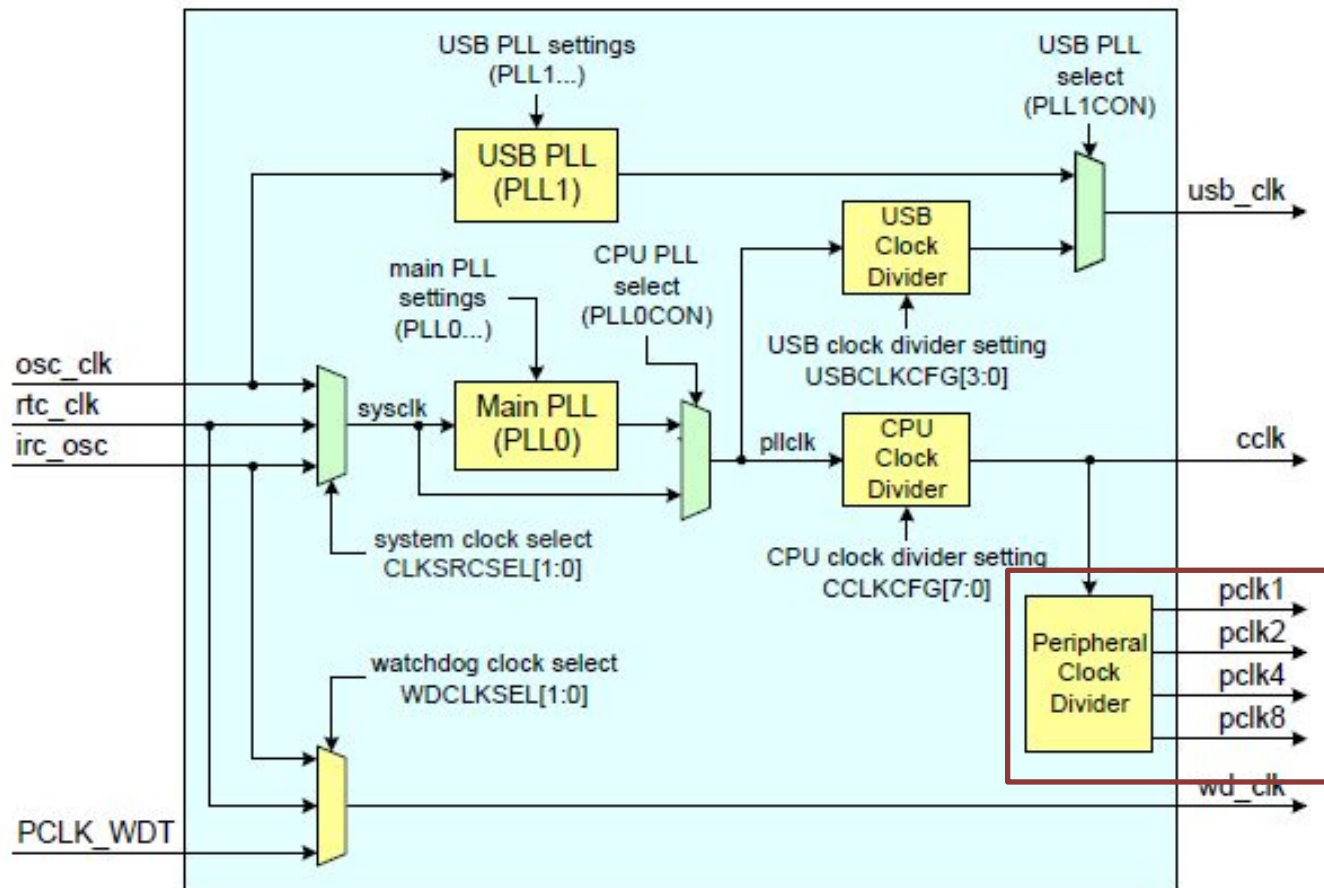 USB PLL settings
(PLL1...)
USB PLL
select
(PLL1CON)
USB PLL
(PLL1)
usb_clk
USB
Clock
Divider
main PLL
settings
(PLL0...)
CPU PLL
select
(PLL0CON)
USB clock divider setting
USBCLKCFG[3:0]
osc_clk
rtc_clk
irc_osc
sysclk
Main PLL
(PLL0)
pllclk
CPU
Clock
Divider
cclk
system clock select
CLKSRCSEL[1:0]
CPU clock divider setting
CCLKCFG[7:0]
Peripheral
Clock
Divider
pclk1
pclk2
pclk4
pclk8
watchdog clock select
WDCLKSEL[1:0]
wd_clk
PCLK_WDT